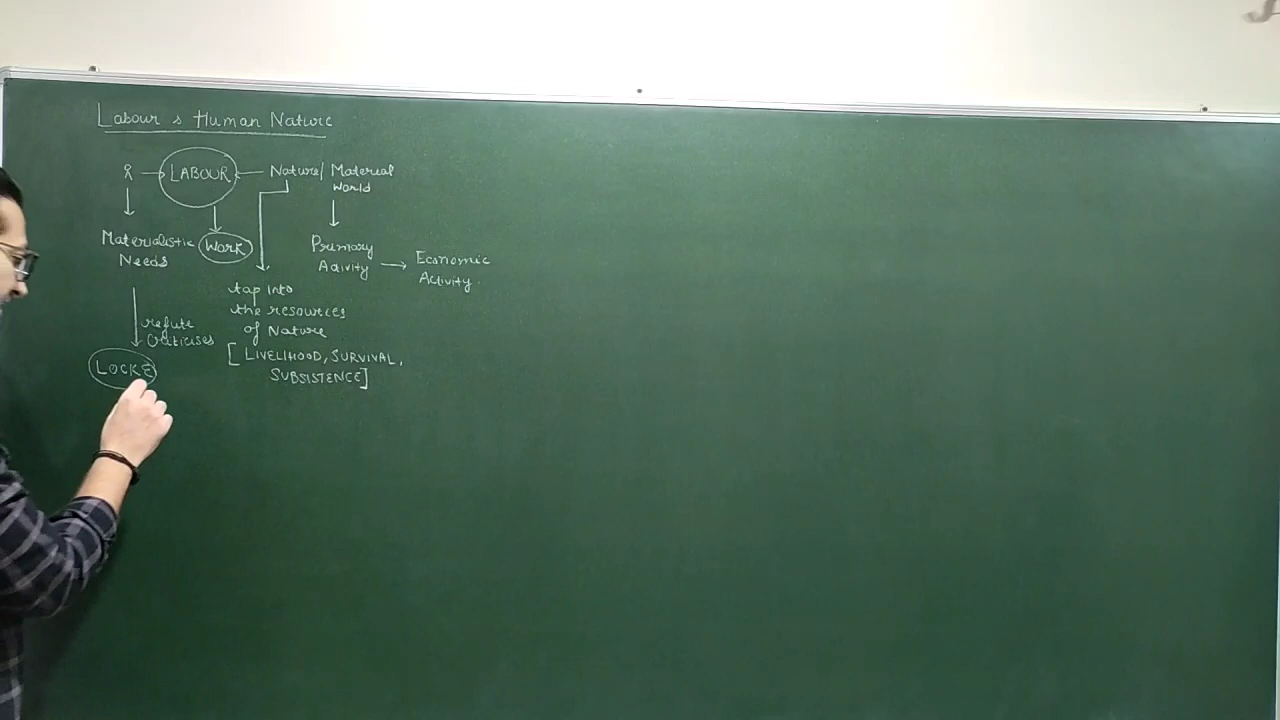 Labour & Human Nature
LABOUR
Nature/ Material
World
Materialistic
Needs
Work
Primary
Activity
Economic
Activity.
tap into
the resources
of Nature
[LIVELIHOOD, SURVIVAL,
SUBSISTENCE]
refute
Criticises
LOCKE